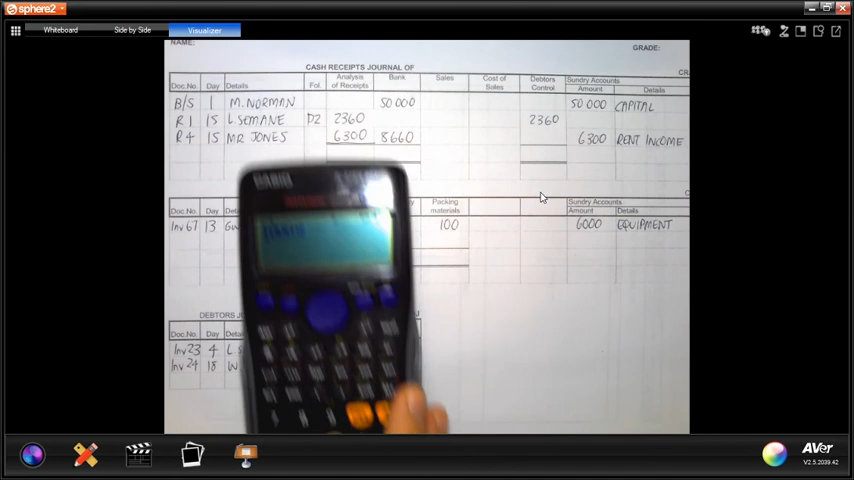 sphere2
Whiteboard Side by Side Visualizer
NAME: GRADE:
CASH RECEIPTS JOURNAL OF
Doc.No. Day Details Fol. Analysis of Receipts Bank Sales Cost of Sales Debtors Control Sundry Accounts
Amount Details
B/S 1 M. NORMAN 50 000 50 000 CAPITAL
R1 15 L SEMANE D2 2360 2360
R4 15 MR JONES 6300 8660 6300 RENT INCOME
CASIO
Doc.No. Day Packing materials Sundry Accounts
Amount Details
Inv67 13 100 6000 EQUIPMENT
DEBTORS
Doc.No. Day
Inv23 4 L
Inv24 18 W
AVer
V2.5.2039.42